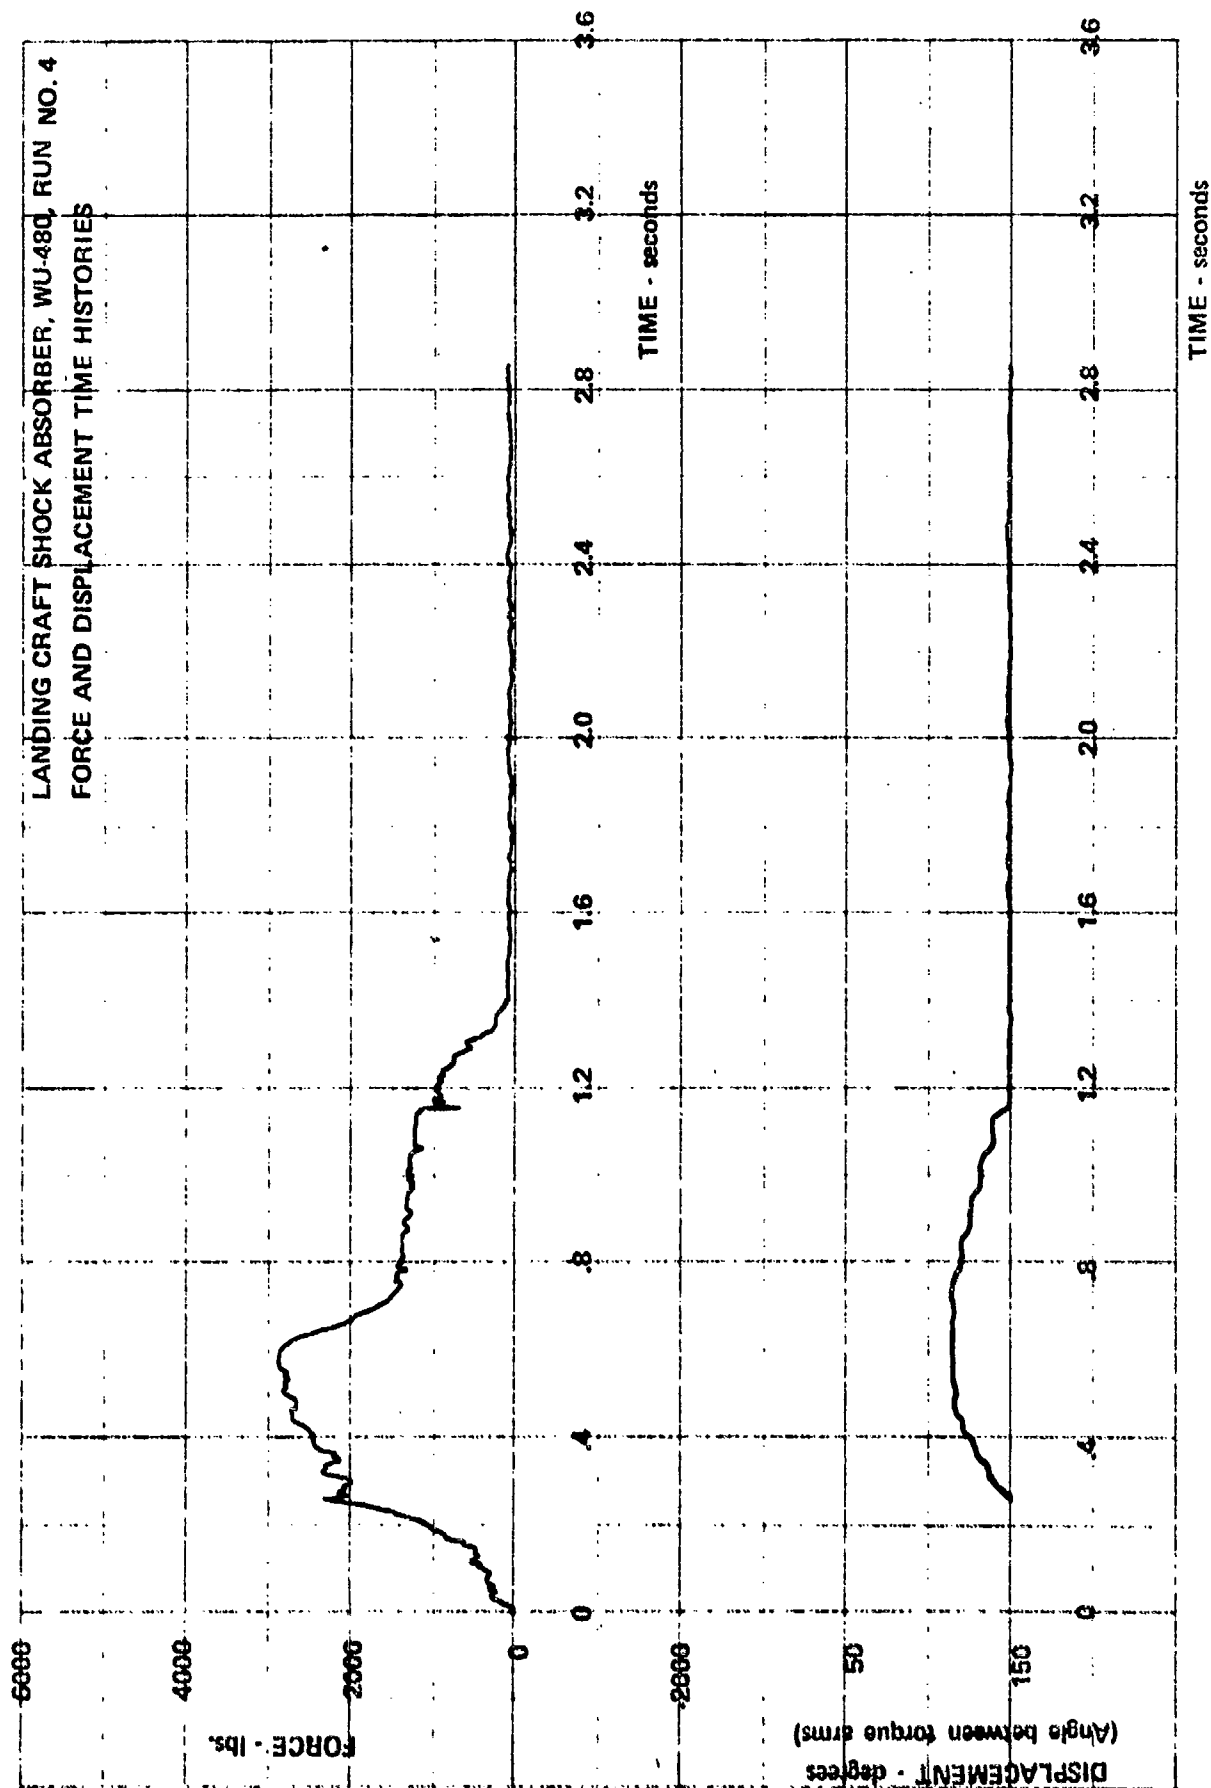 LANDING CRAFT SHOCK ABSORBER, WU-480, RUN NO. 4
FORCE AND DISPLACEMENT TIME HISTORIES
FORCE - lbs.
6000
4000
2000
0
-2000
0 .4 .8 1.2 1.6 2.0 2.4 2.8 3.2 3.6
TIME - seconds
DISPLACEMENT - degrees
(Angle between torque arms)
50
150
0 .4 .8 1.2 1.6 2.0 2.4 2.8 3.2 3.6
TIME - seconds